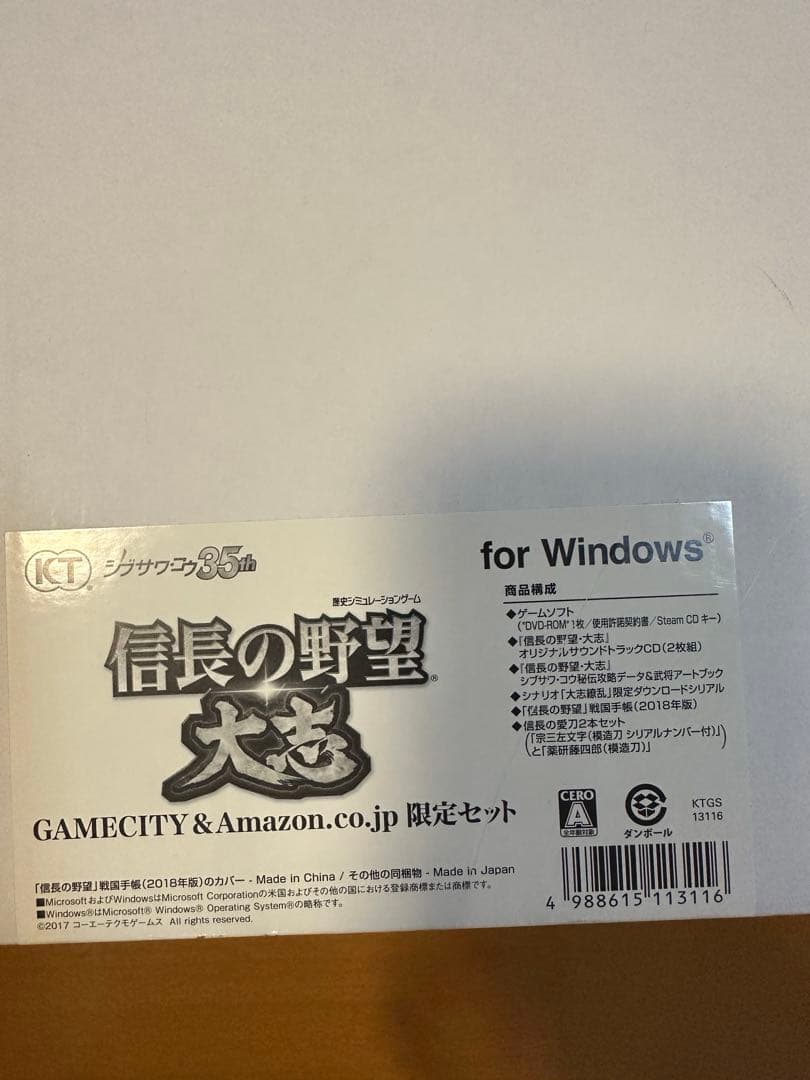 KT
シブサワ・コウ35th
歴史シミュレーションゲーム
信長の野望®
大志
GAMECITY & Amazon.co.jp 限定セット
「信長の野望」戦国手帳(2018年版)のカバー - Made in China / その他の同梱物 - Made in Japan
■MicrosoftおよびWindowsはMicrosoft Corporationの米国およびその他の国における登録商標または商標です。
■Windows®はMicrosoft® Windows® Operating System®の略称です。
©2017 コーエーテクモゲームス All rights reserved.
for Windows®
商品構成
◆ゲームソフト
("DVD-ROM"1枚/使用許諾契約書/Steam CDキー)
◆『信長の野望・大志』
オリジナルサウンドトラックCD(2枚組)
◆『信長の野望・大志』
シブサワ・コウ秘伝攻略データ&武将アートブック
◆シナリオ「大志繚乱」限定ダウンロードシリアル
◆「信長の野望」戦国手帳(2018年版)
◆信長の愛刀2本セット
(「宗三左文字(模造刀 シリアルナンバー付)」
と「薬研藤四郎(模造刀)」)
CERO
A
全年齢対象
ダンボール
KTGS
13116
4 988615 113116